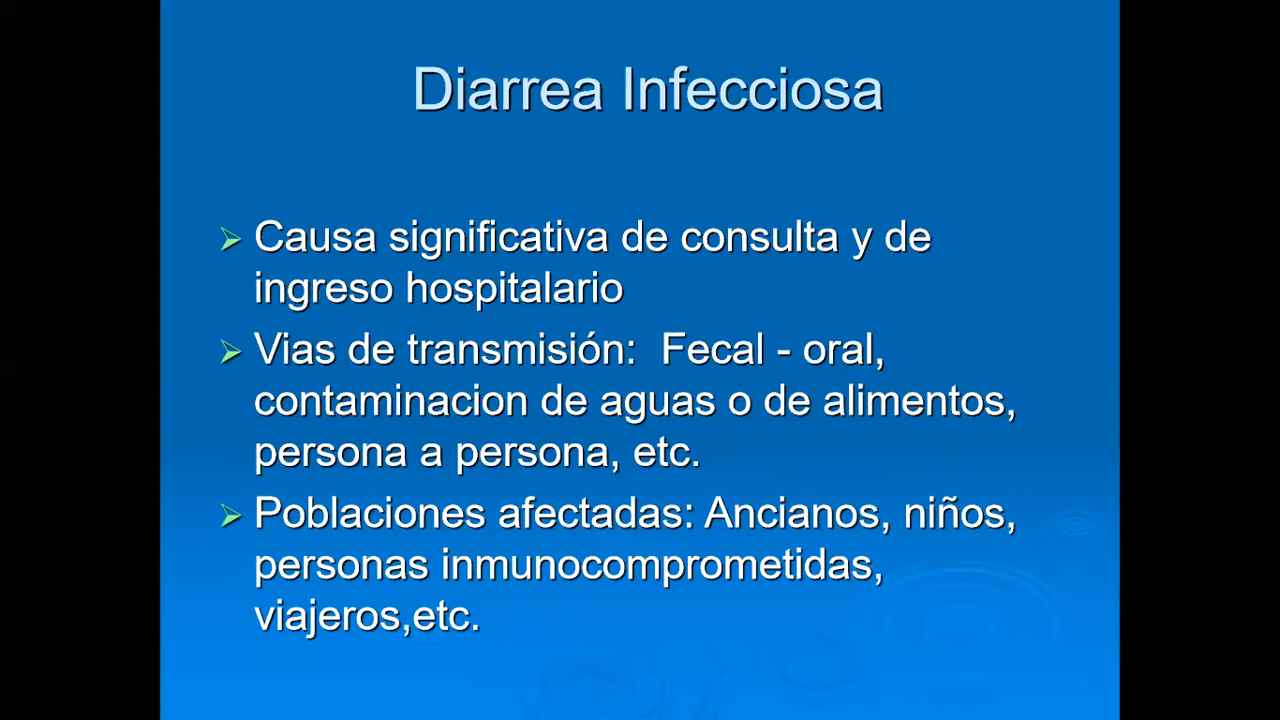 Diarrea Infecciosa
Causa significativa de consulta y de
ingreso hospitalario
Vias de transmisión:  Fecal - oral,
contaminacion de aguas o de alimentos,
persona a persona, etc.
Poblaciones afectadas: Ancianos, niños,
personas inmunocomprometidas,
viajeros,etc.